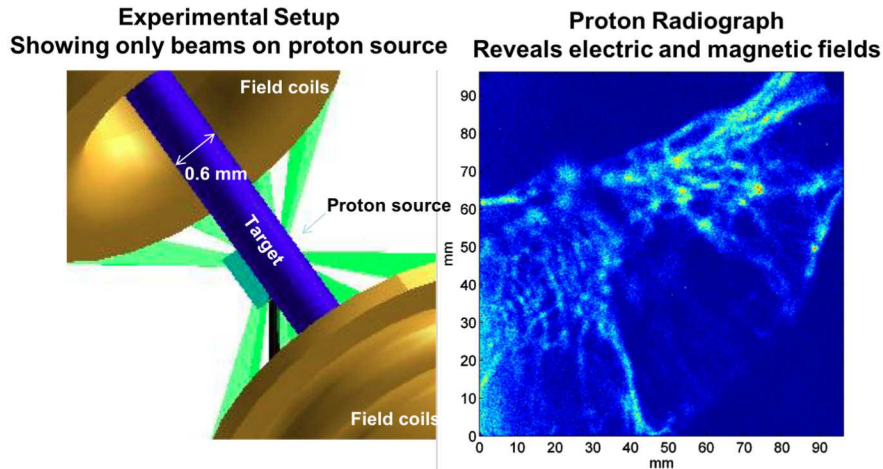 Experimental Setup
Showing only beams on proton source
Field coils
0.6 mm
Proton source
Target
Field coils
Proton Radiograph
Reveals electric and magnetic fields
90
80
70
60
50
40
30
20
10
0
mm
0 10 20 30 40 50 60 70 80 90
mm